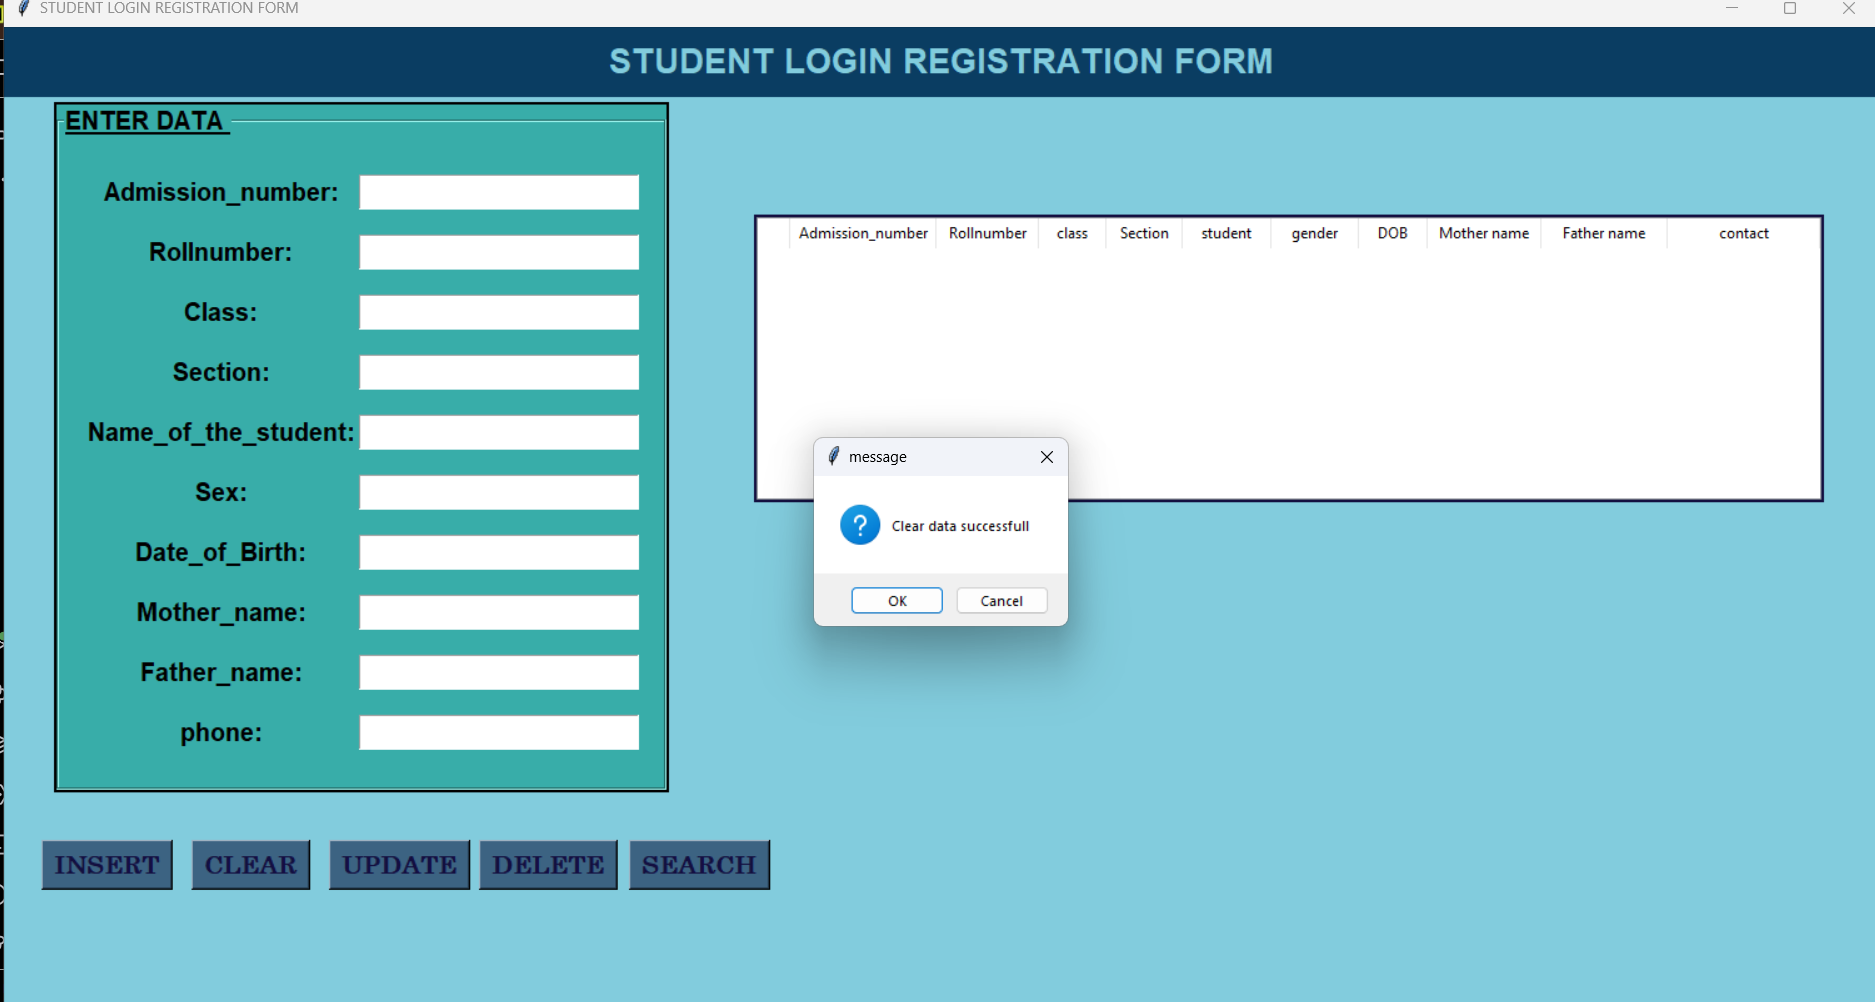 STUDENT LOGIN REGISTRATION FORM
STUDENT LOGIN REGISTRATION FORM
ENTER DATA
Admission_number:
Rollnumber:
Class:
Section:
Name_of_the_student:
Sex:
Date_of_Birth:
Mother_name:
Father_name:
phone:
Admission_number Rollnumber class Section student gender DOB Mother name Father name contact
message
Clear data successfull
OK Cancel
INSERT CLEAR UPDATE DELETE SEARCH